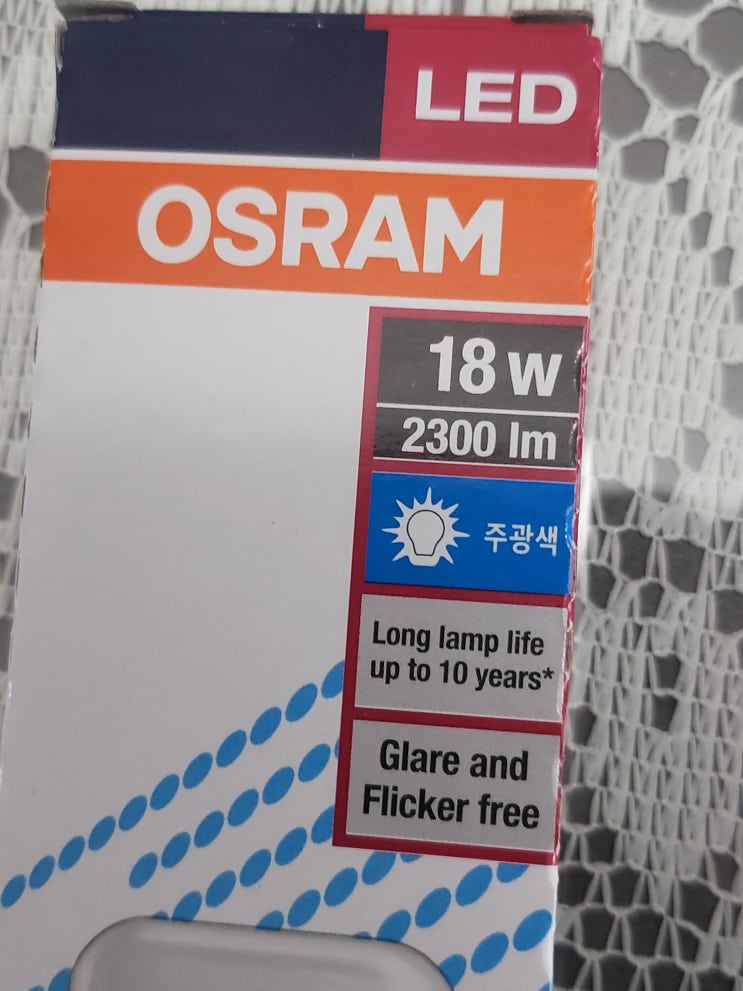 LED
OSRAM
18 W
2300 lm
주광색
Long lamp life
up to 10 years*
Glare and
Flicker free